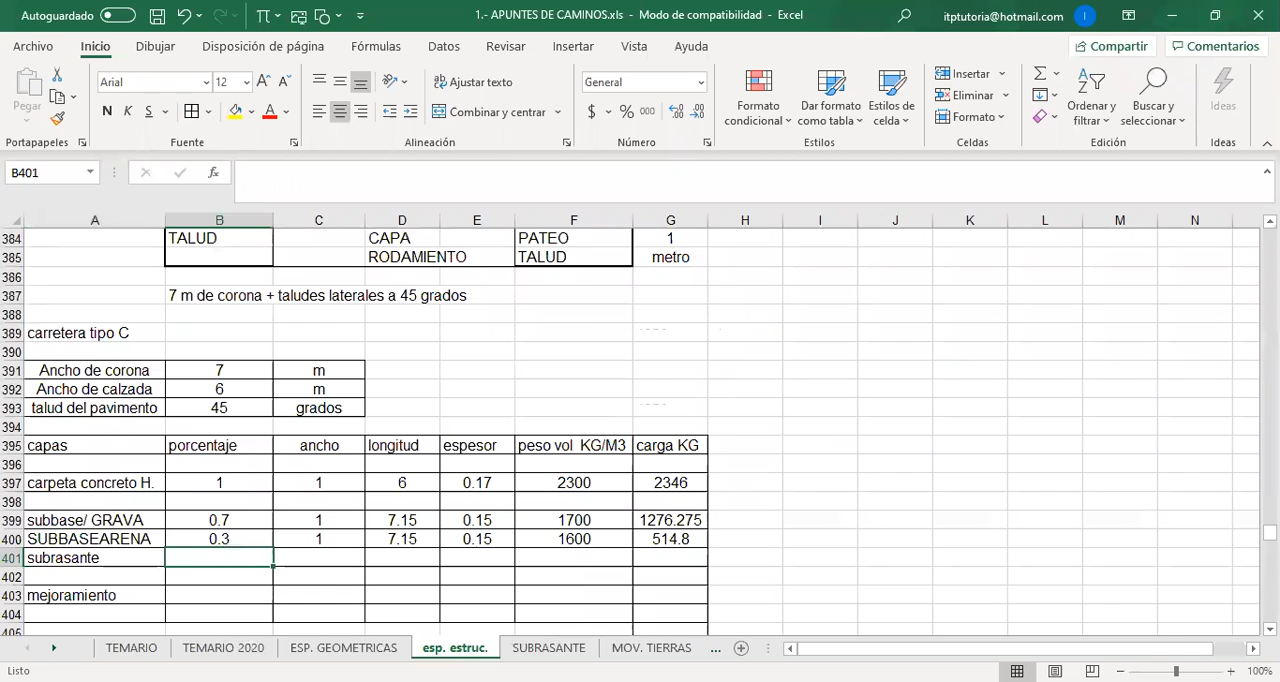 Autoguardado
1.- APUNTES DE CAMINOS.xls - Modo de compatibilidad - Excel
itptutoria@hotmail.com
I
Archivo Inicio Dibujar Disposición de página Fórmulas Datos Revisar Insertar Vista Ayuda
Compartir Comentarios
Pegar
Arial 12
N K S
Ajustar texto
Combinar y centrar
General
$ % 000
Formato condicional
Dar formato como tabla
Estilos de celda
Insertar
Eliminar
Formato
Ordenar y filtrar
Buscar y seleccionar
Ideas
Portapapeles Fuente Alineación Número Estilos Celdas Edición Ideas
B401 fx
A B C D E F G H I J K L M N
384 TALUD CAPA PATEO 1
385 RODAMIENTO TALUD metro
386
387 7 m de corona + taludes laterales a 45 grados
388
389 carretera tipo C
390
391 Ancho de corona 7 m
392 Ancho de calzada 6 m
393 talud del pavimento 45 grados
394
395 capas porcentaje ancho longitud espesor peso vol KG/M3 carga KG
396
397 carpeta concreto H. 1 1 6 0.17 2300 2346
398
399 subbase/ GRAVA 0.7 1 7.15 0.15 1700 1276.275
400 SUBBASEARENA 0.3 1 7.15 0.15 1600 514.8
401 subrasante
402
403 mejoramiento
404
405
TEMARIO TEMARIO 2020 ESP. GEOMETRICAS esp. estruc. SUBRASANTE MOV. TIERRAS ...
Listo
100%